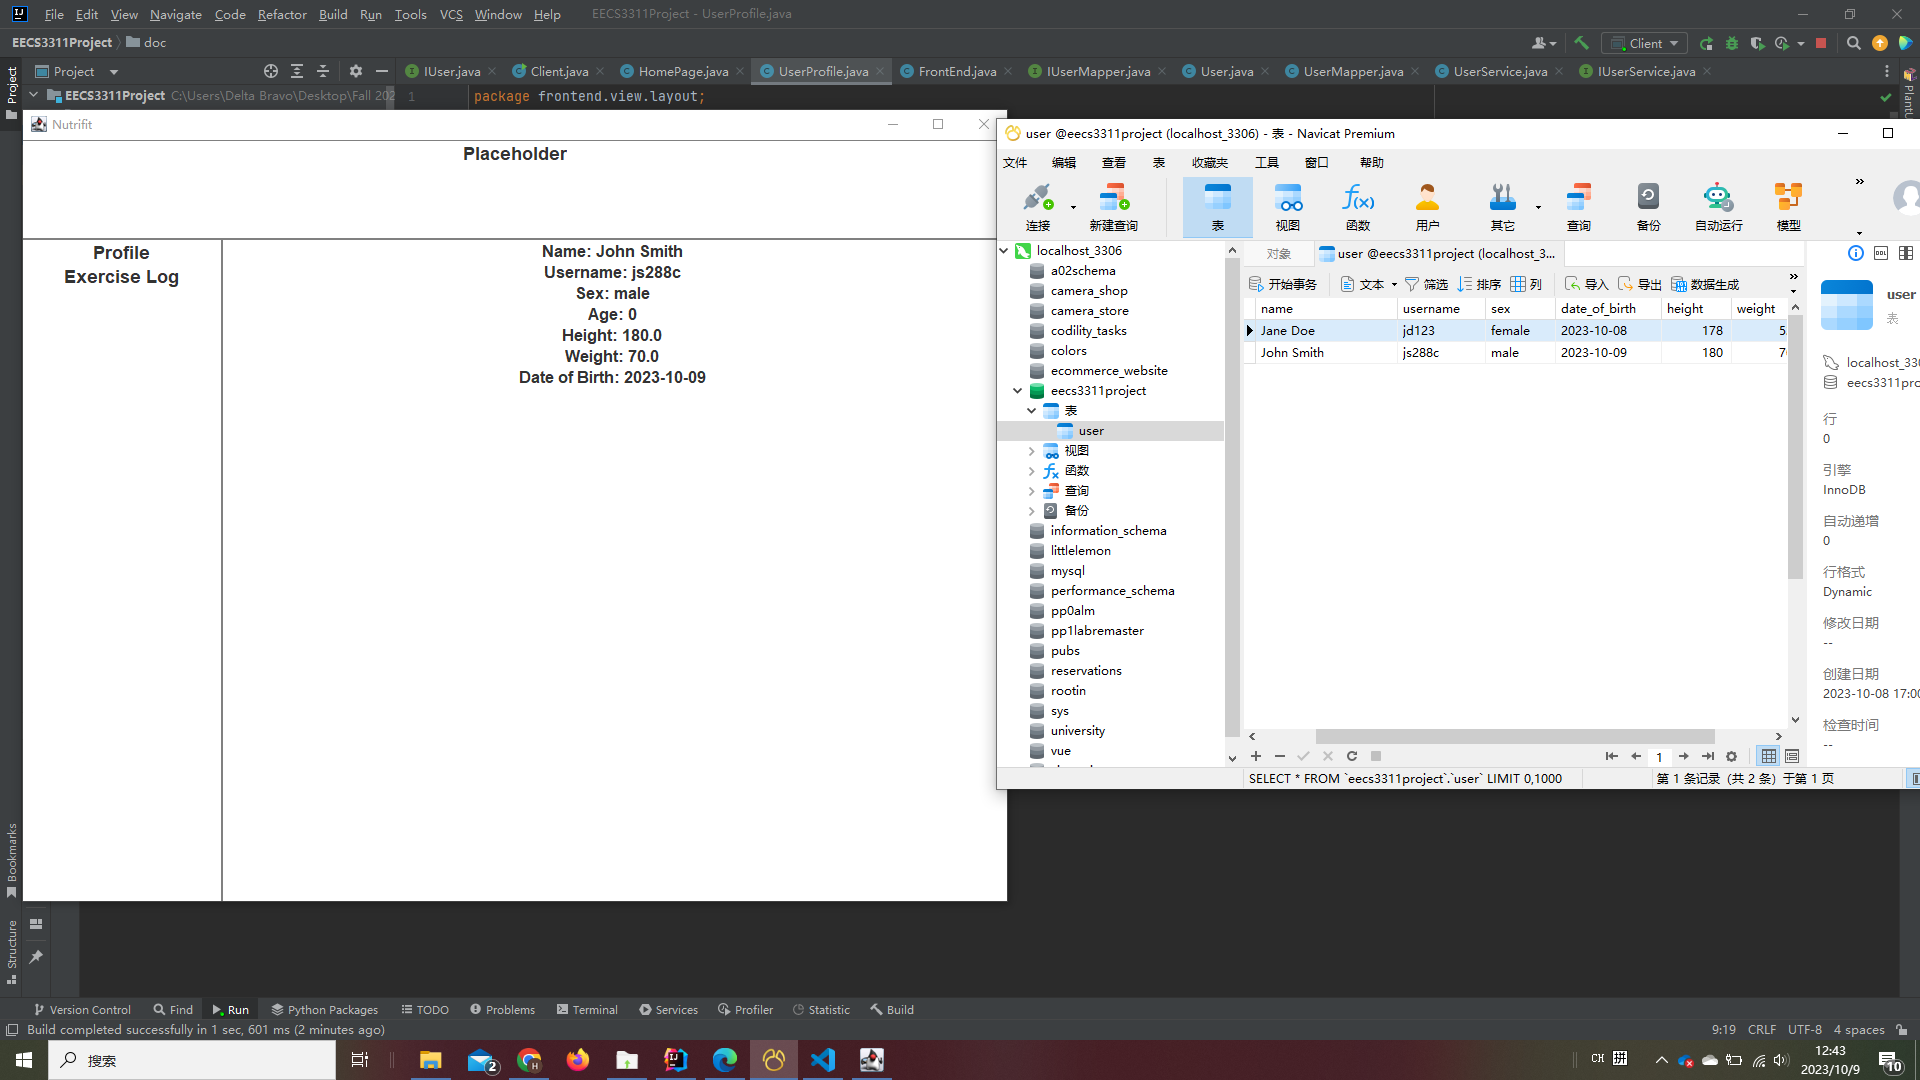 File Edit View Navigate Code Refactor Build Run Tools VCS Window Help EECS3311Project - UserProfile.java
EECS3311Project doc
Client
Project
IUser.java Client.java HomePage.java UserProfile.java FrontEnd.java IUserMapper.java User.java UserMapper.java UserService.java IUserService.java
EECS3311Project C:\Users\Delta Bravo\Desktop\Fall 202
1 package frontend.view.layout;
Project
PlantU
Nutrifit
Placeholder
Profile
Exercise Log
Name: John Smith
Username: js288c
Sex: male
Age: 0
Height: 180.0
Weight: 70.0
Date of Birth: 2023-10-09
user @eecs3311project (localhost_3306) - 表 - Navicat Premium
文件 编辑 查看 表 收藏夹 工具 窗口 帮助
连接 新建查询 表 视图 函数 用户 其它 查询 备份 自动运行 模型
localhost_3306
a02schema
camera_shop
camera_store
codility_tasks
colors
ecommerce_website
eecs3311project
表
user
视图
函数
查询
备份
information_schema
littlelemon
mysql
performance_schema
pp0alm
pp1labremaster
pubs
reservations
rootin
sys
university
vue
对象 user @eecs3311project (localhost_3...
开始事务 文本 筛选 排序 列 导入 导出 数据生成
name username sex date_of_birth height weight
Jane Doe jd123 female 2023-10-08 178 5
John Smith js288c male 2023-10-09 180 7
1
SELECT * FROM `eecs3311project`.`user` LIMIT 0,1000
第 1 条记录 (共 2 条) 于第 1 页
DDL
user
表
localhost_330
eecs3311pro
行
0
引擎
InnoDB
自动递增
0
行格式
Dynamic
修改日期
--
创建日期
2023-10-08 17:00
检查时间
--
Bookmarks
Structure
Version Control Find Run Python Packages TODO Problems Terminal Services Profiler Statistic Build
Build completed successfully in 1 sec, 601 ms (2 minutes ago)
9:19 CRLF UTF-8 4 spaces
搜索
2
CH 拼
12:43
2023/10/9
10